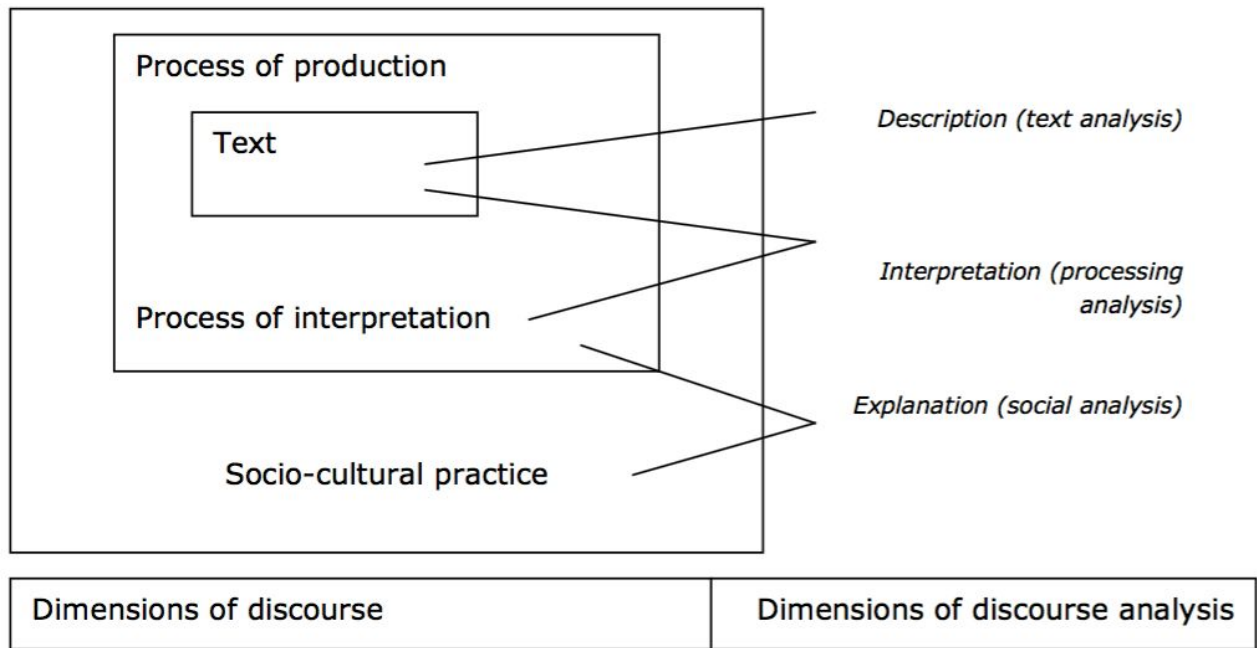 Process of production
Text
Description (text analysis)
Interpretation (processing
analysis)
Process of interpretation
Explanation (social analysis)
Socio-cultural practice
Dimensions of discourse
Dimensions of discourse analysis